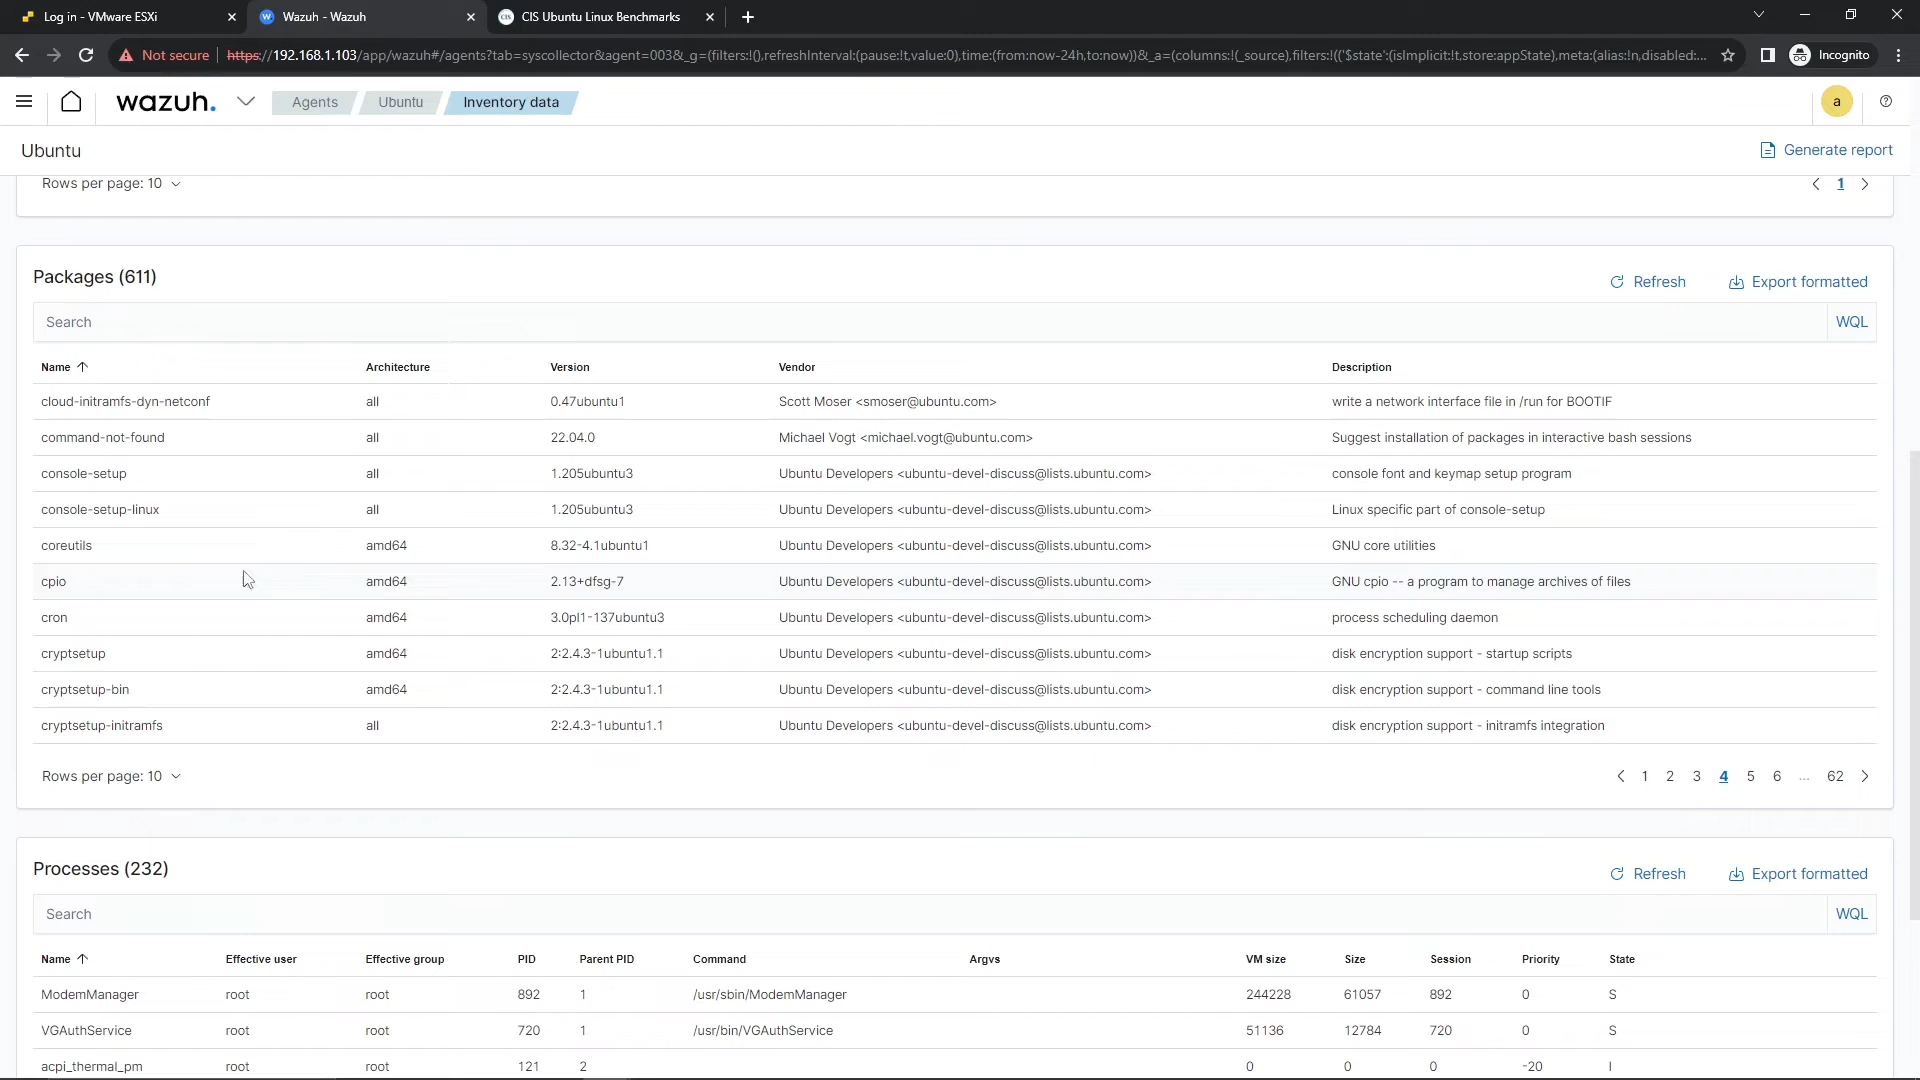 Log in - VMware ESXi
Wazuh - Wazuh
CIS Ubuntu Linux Benchmarks
Not secure
https://192.168.1.103/app/wazuh#/agents?tab=syscollector&agent=003&_g=(filters:!(),refreshInterval:(pause:!t,value:0),time:(from:now-24h,to:now))&_a=(columns:!(_source),filters:!(('$state':(isImplicit:!t,store:appState),meta:(alias:!n,disabled:...
Incognito
wazuh.
Agents
Ubuntu
Inventory data
a
Ubuntu
Generate report
Rows per page: 10
1
Packages (611)
Refresh
Export formatted
Search
WQL
Name Architecture Version Vendor Description
cloud-initramfs-dyn-netconf all 0.47ubuntu1 Scott Moser <smoser@ubuntu.com> write a network interface file in /run for BOOTIF
command-not-found all 22.04.0 Michael Vogt <michael.vogt@ubuntu.com> Suggest installation of packages in interactive bash sessions
console-setup all 1.205ubuntu3 Ubuntu Developers <ubuntu-devel-discuss@lists.ubuntu.com> console font and keymap setup program
console-setup-linux all 1.205ubuntu3 Ubuntu Developers <ubuntu-devel-discuss@lists.ubuntu.com> Linux specific part of console-setup
coreutils amd64 8.32-4.1ubuntu1 Ubuntu Developers <ubuntu-devel-discuss@lists.ubuntu.com> GNU core utilities
cpio amd64 2.13+dfsg-7 Ubuntu Developers <ubuntu-devel-discuss@lists.ubuntu.com> GNU cpio -- a program to manage archives of files
cron amd64 3.0pl1-137ubuntu3 Ubuntu Developers <ubuntu-devel-discuss@lists.ubuntu.com> process scheduling daemon
cryptsetup amd64 2:2.4.3-1ubuntu1.1 Ubuntu Developers <ubuntu-devel-discuss@lists.ubuntu.com> disk encryption support - startup scripts
cryptsetup-bin amd64 2:2.4.3-1ubuntu1.1 Ubuntu Developers <ubuntu-devel-discuss@lists.ubuntu.com> disk encryption support - command line tools
cryptsetup-initramfs all 2:2.4.3-1ubuntu1.1 Ubuntu Developers <ubuntu-devel-discuss@lists.ubuntu.com> disk encryption support - initramfs integration
Rows per page: 10
1 2 3 4 5 6 ... 62
Processes (232)
Refresh
Export formatted
Search
WQL
Name Effective user Effective group PID Parent PID Command Argvs VM size Size Session Priority State
ModemManager root root 892 1 /usr/sbin/ModemManager 244228 61057 892 0 S
VGAuthService root root 720 1 /usr/bin/VGAuthService 51136 12784 720 0 S
acpi_thermal_pm root root 121 2 0 0 0 -20 I